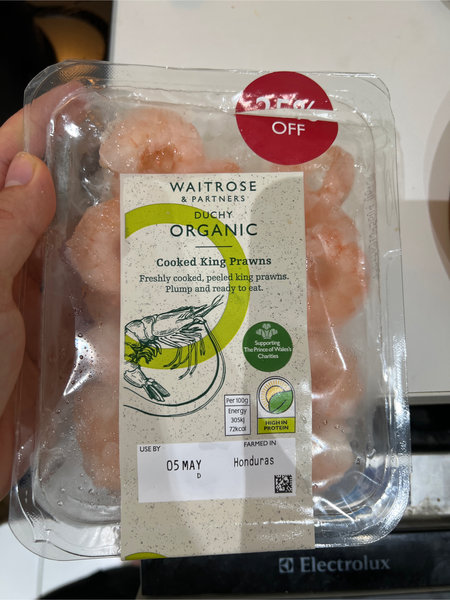 OFF
WAITROSE
& PARTNERS
DUCHY
ORGANIC
Cooked King Prawns
Freshly cooked, peeled king prawns.
Plump and ready to eat.
Supporting
The Prince of Wales's
Charities
Per 100g
Energy
305kJ
72kcal
HIGH IN
PROTEIN
USE BY
FARMED IN
05 MAY
Honduras
D
Electrolux